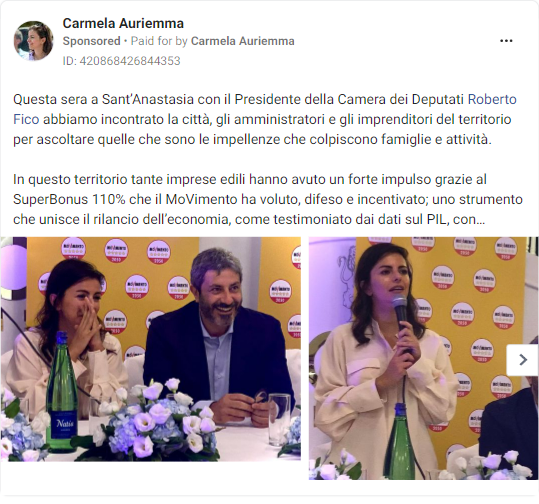 Carmela Auriemma
Sponsored • Paid for by Carmela Auriemma
ID: 420868426844353
Questa sera a Sant'Anastasia con il Presidente della Camera dei Deputati Roberto
Fico abbiamo incontrato la città, gli amministratori e gli imprenditori del territorio
per ascoltare quelle che sono le impellenze che colpiscono famiglie e attività.
In questo territorio tante imprese edili hanno avuto un forte impulso grazie al
SuperBonus 110% che il MoVimento ha voluto, difeso e incentivato; uno strumento
che unisce il rilancio dell'economia, come testimoniato dai dati sul PIL, con…
MOVIMENTO
2050
Natia